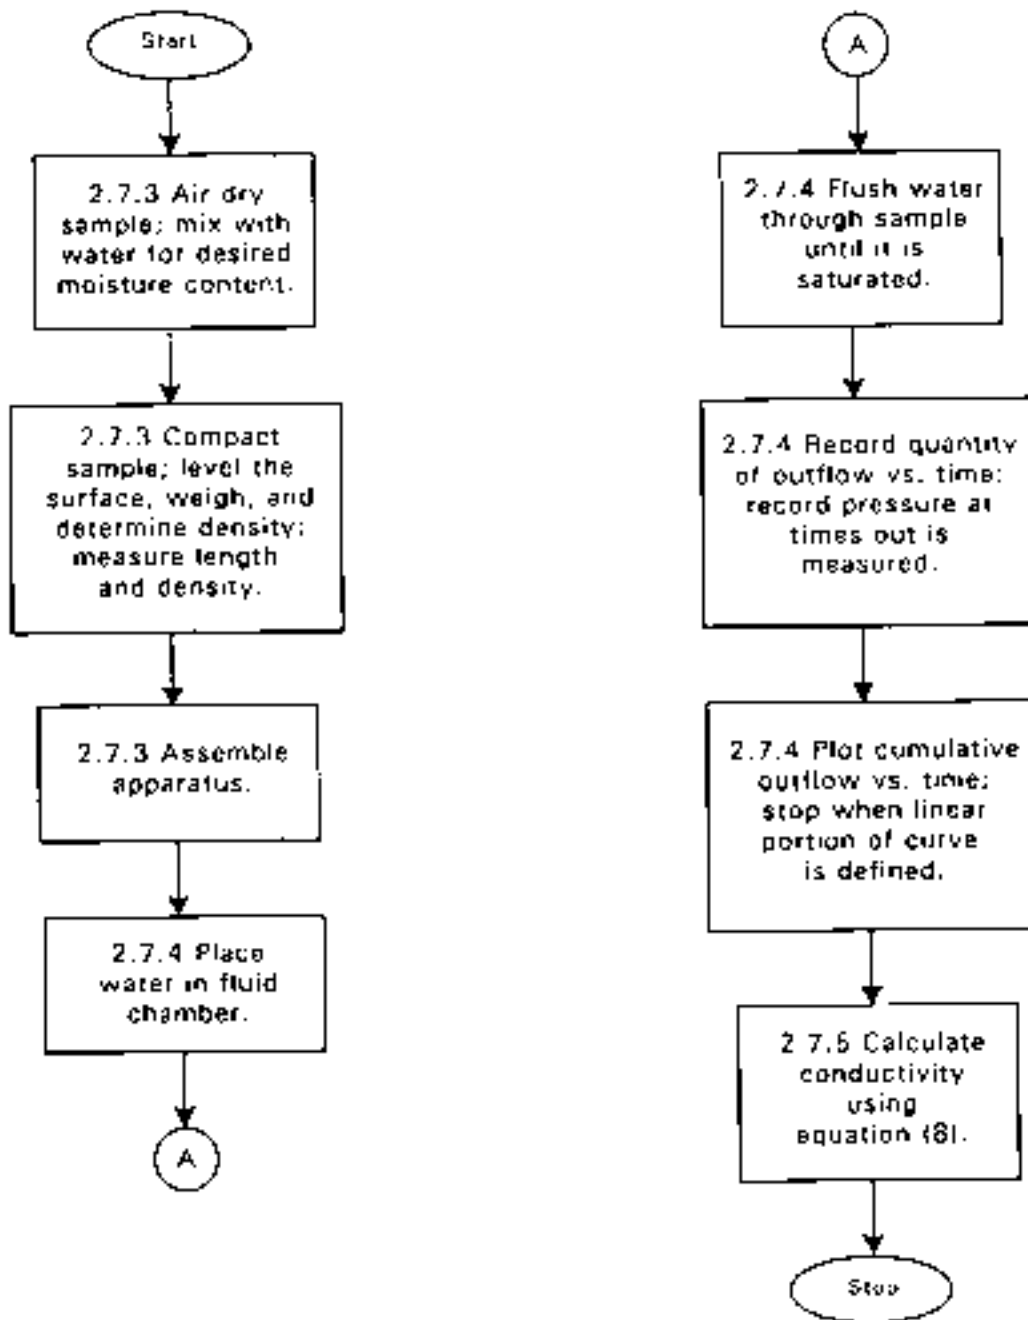 Start
2.7.3 Air dry
sample; mix with
water for desired
moisture content.
2.7.3 Compact
sample; level the
surface, weigh, and
determine density;
measure length
and density.
2.7.3 Assemble
apparatus.
2.7.4 Place
water in fluid
chamber.
A
A
2.7.4 Flush water
through sample
until it is
saturated.
2.7.4 Record quantity
of outflow vs. time;
record pressure at
times out is
measured.
2.7.4 Plot cumulative
outflow vs. time;
stop when linear
portion of curve
is defined.
2 7.5 Calculate
conductivity
using
equation (8).
Stop